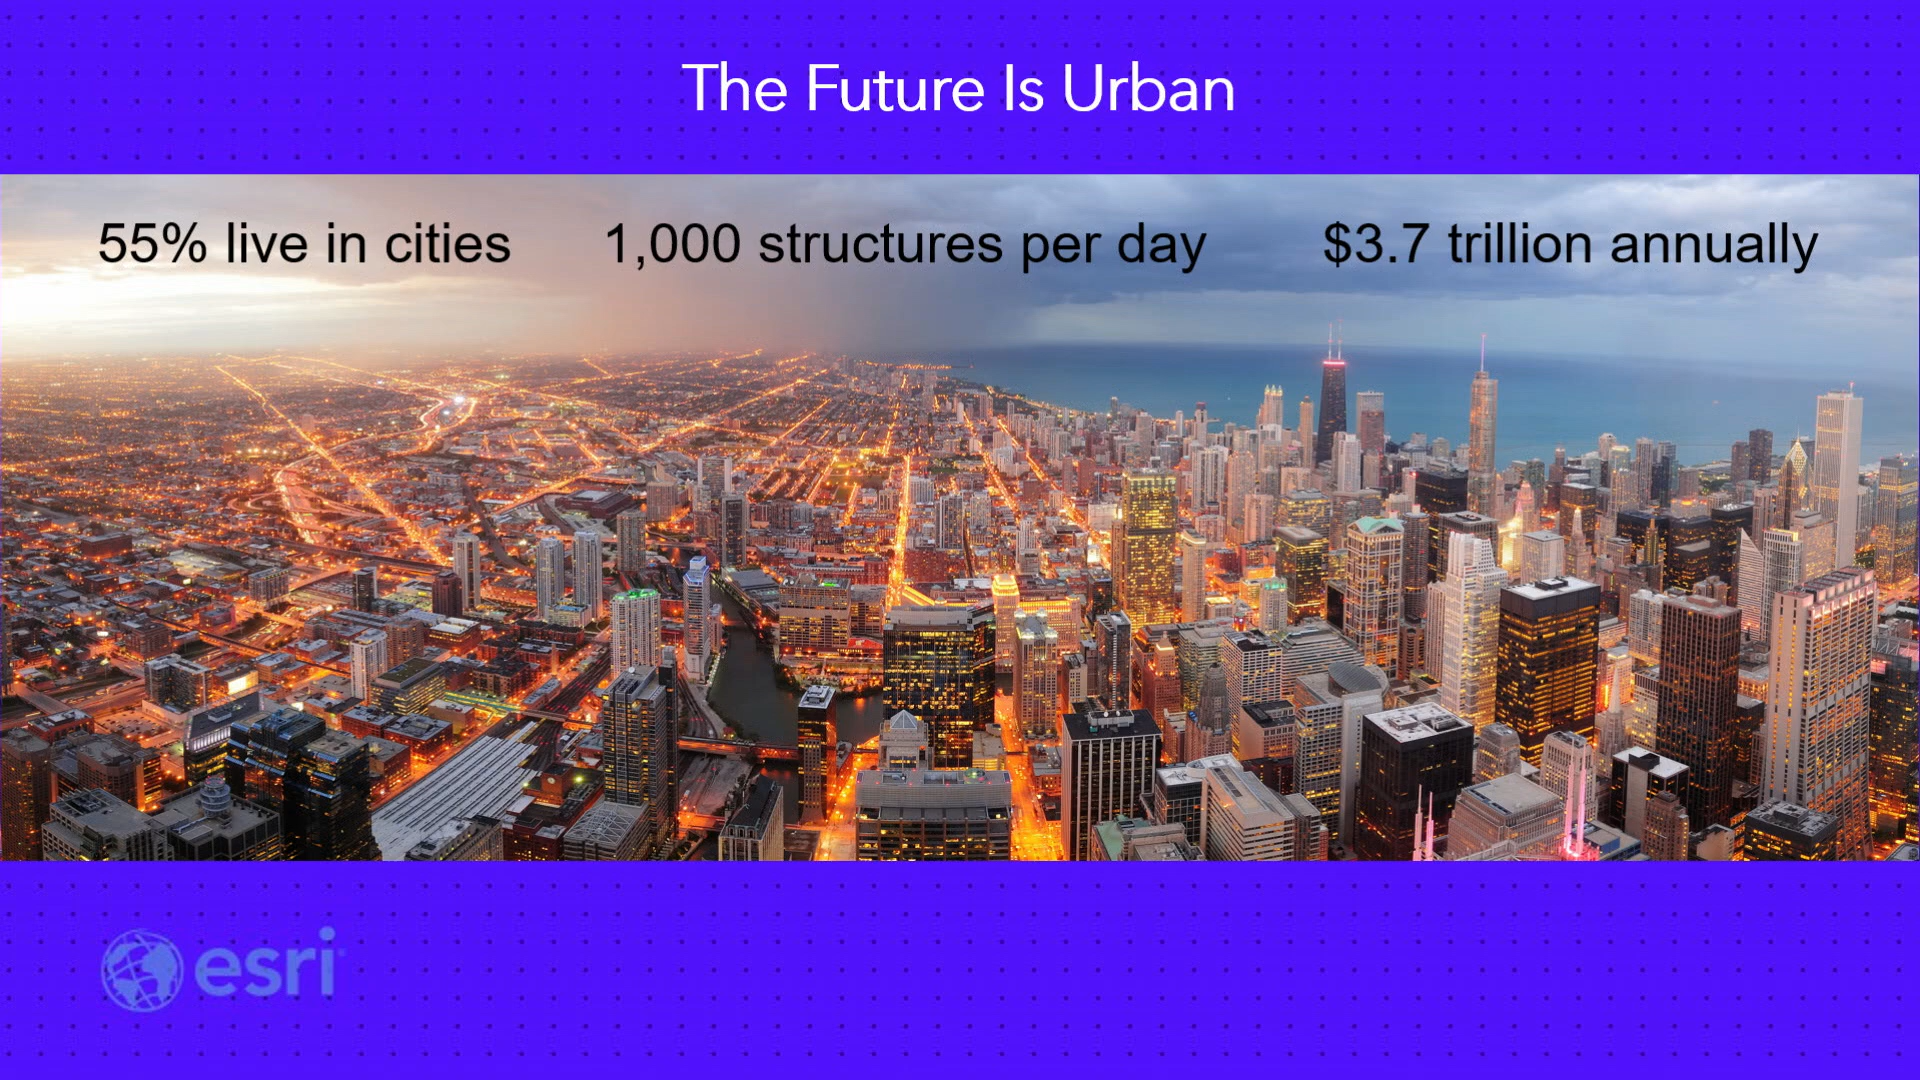 The Future Is Urban
55% live in cities
1,000 structures per day
$3.7 trillion annually
esri